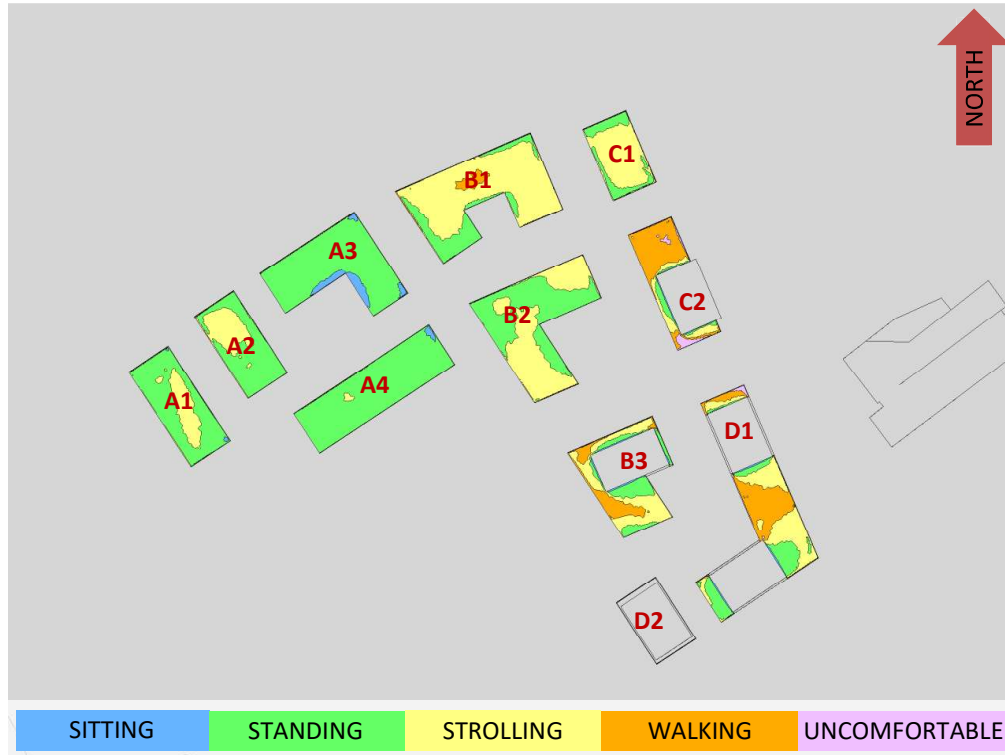 NORTH
C1
B1
A3
C2
B2
A2
A4
A1
D1
B3
D2
SITTING
STANDING
STROLLING
WALKING
UNCOMFORTABLE